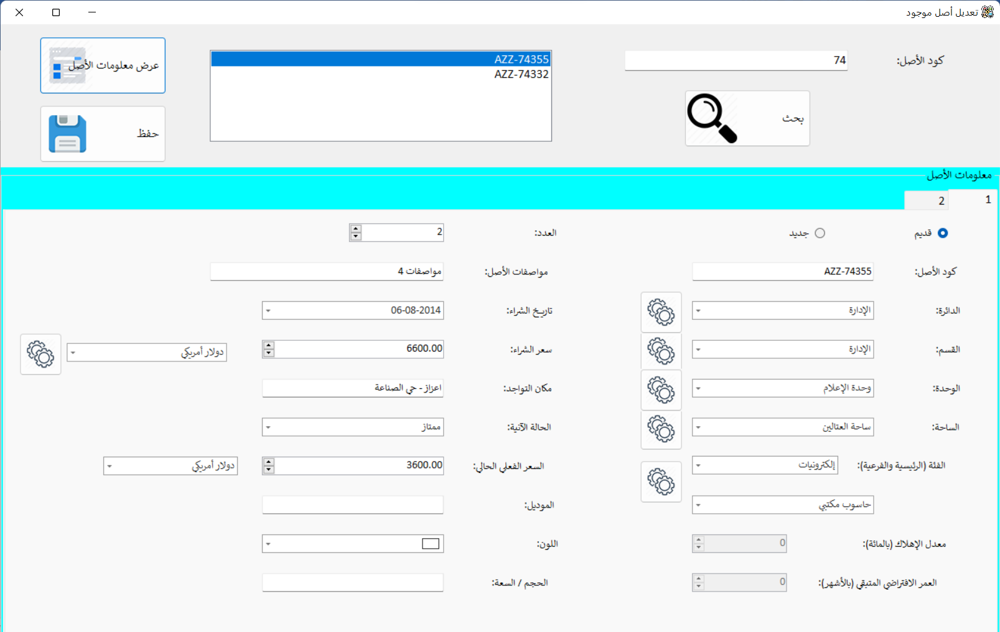 تعديل أصل موجود
كود الأصل: 74
بحث
AZZ-74355
AZZ-74332
عرض معلومات الأصل
حفظ
معلومات الأصل
1 2
قديم جديد
العدد: 2
كود الأصل: AZZ-74355
مواصفات الأصل: مواصفات 4
الدائرة: الإدارة
تاريخ الشراء: 06-08-2014
القسم: الإدارة
سعر الشراء: 6600.00 دولار أمريكي
الوحدة: وحدة الإعلام
مكان التواجد: اعزاز - حي الصناعة
الساحة: ساحة العتالين
الحالة الآنية: ممتاز
الفئة (الرئيسية والفرعية): إلكترونيات
السعر الفعلي الحالي: 3600.00 دولار أمريكي
حاسوب مكتبي
الموديل:
معدل الإهلاك (بالمائة): 0
اللون:
العمر الافتراضي المتبقي (بالأشهر): 0
الحجم / السعة: